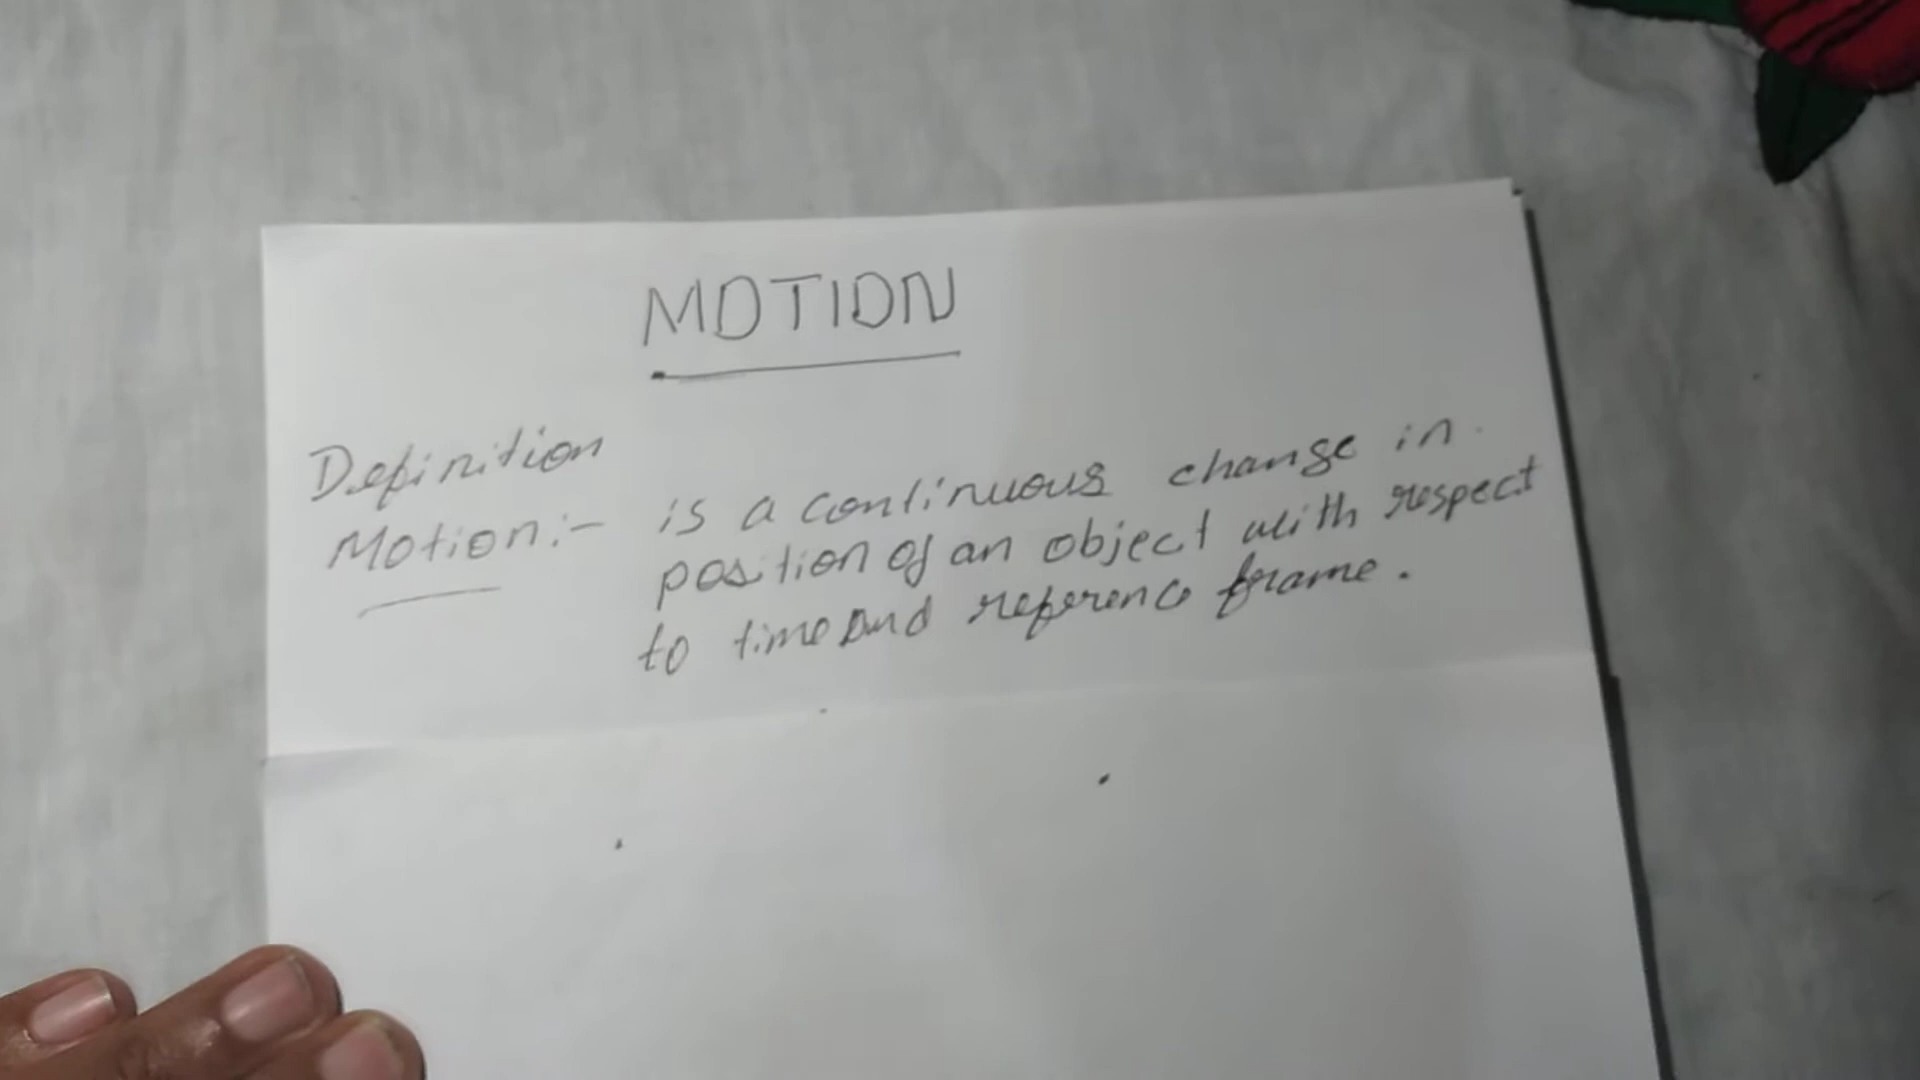 MOTION
Definition
Motion:- is a continuous change in
position of an object with respect
to time and reference frame.